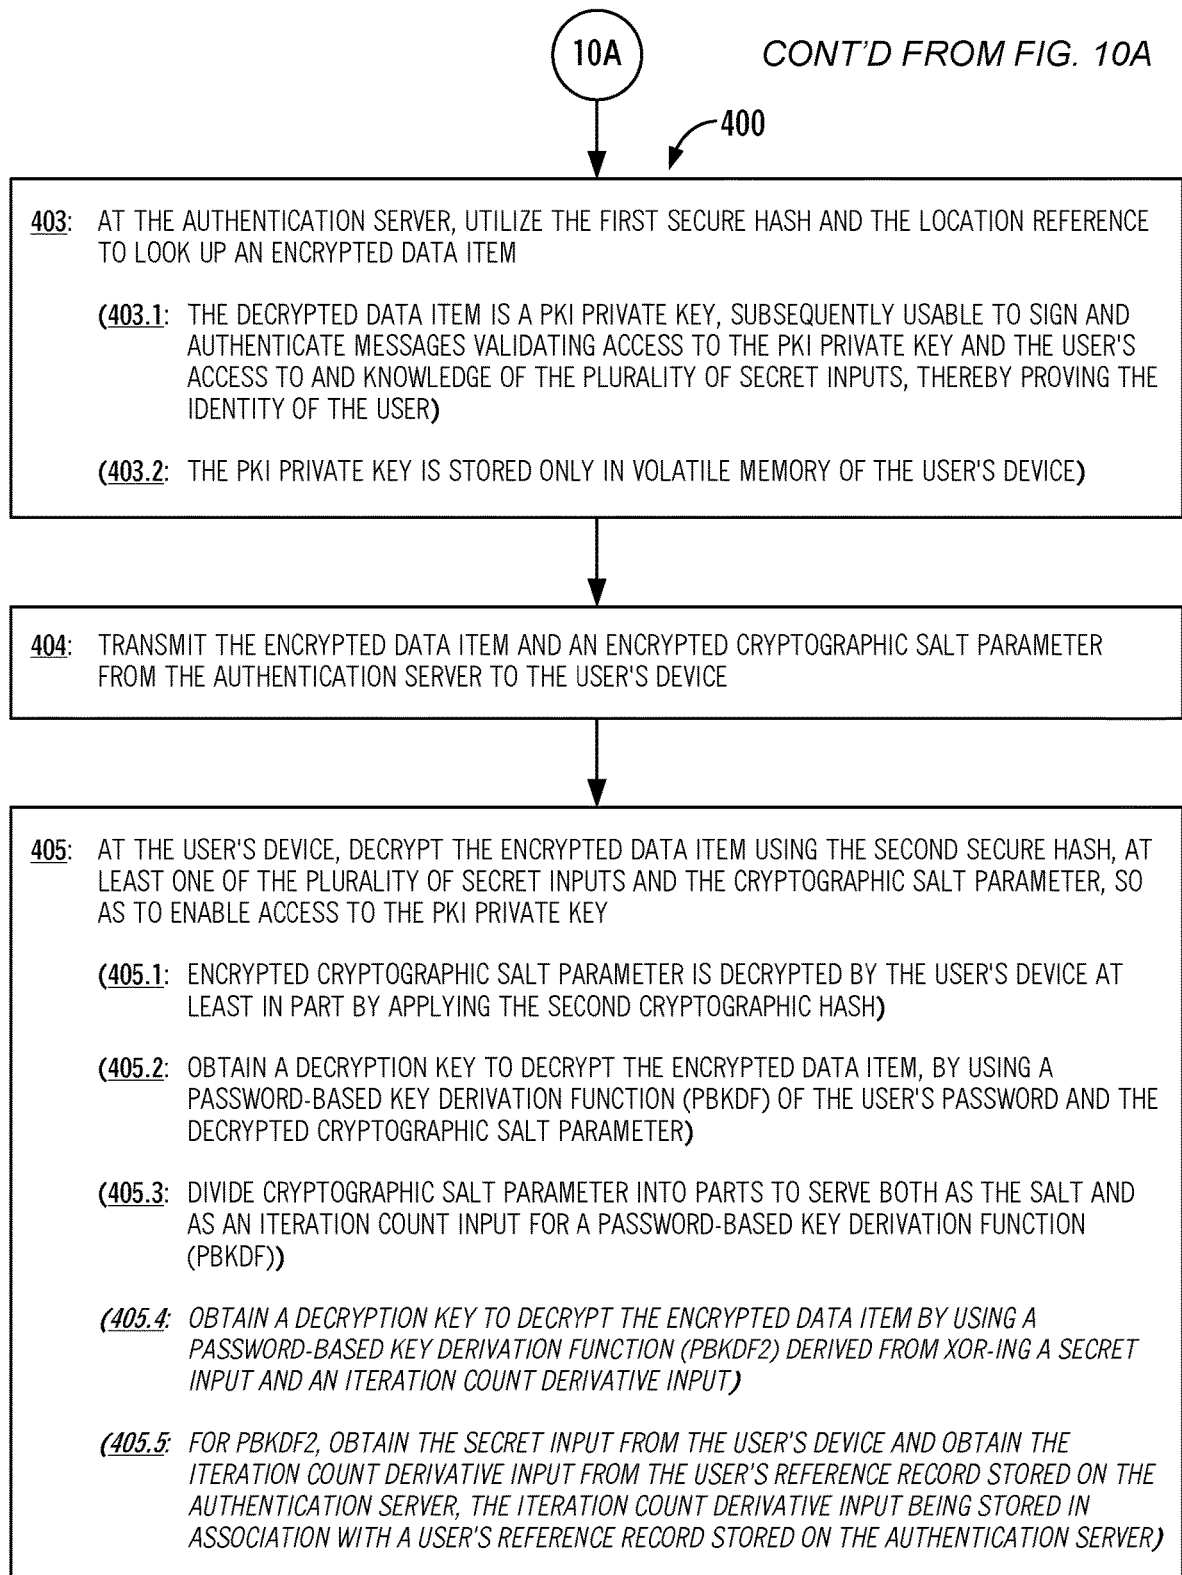 10A
CONT'D FROM FIG. 10A
400
403: AT THE AUTHENTICATION SERVER, UTILIZE THE FIRST SECURE HASH AND THE LOCATION REFERENCE
TO LOOK UP AN ENCRYPTED DATA ITEM
(403.1: THE DECRYPTED DATA ITEM IS A PKI PRIVATE KEY, SUBSEQUENTLY USABLE TO SIGN AND
AUTHENTICATE MESSAGES VALIDATING ACCESS TO THE PKI PRIVATE KEY AND THE USER'S
ACCESS TO AND KNOWLEDGE OF THE PLURALITY OF SECRET INPUTS, THEREBY PROVING THE
IDENTITY OF THE USER)
(403.2: THE PKI PRIVATE KEY IS STORED ONLY IN VOLATILE MEMORY OF THE USER'S DEVICE)
404: TRANSMIT THE ENCRYPTED DATA ITEM AND AN ENCRYPTED CRYPTOGRAPHIC SALT PARAMETER
FROM THE AUTHENTICATION SERVER TO THE USER'S DEVICE
405: AT THE USER'S DEVICE, DECRYPT THE ENCRYPTED DATA ITEM USING THE SECOND SECURE HASH, AT
LEAST ONE OF THE PLURALITY OF SECRET INPUTS AND THE CRYPTOGRAPHIC SALT PARAMETER, SO
AS TO ENABLE ACCESS TO THE PKI PRIVATE KEY
(405.1: ENCRYPTED CRYPTOGRAPHIC SALT PARAMETER IS DECRYPTED BY THE USER'S DEVICE AT
LEAST IN PART BY APPLYING THE SECOND CRYPTOGRAPHIC HASH)
(405.2: OBTAIN A DECRYPTION KEY TO DECRYPT THE ENCRYPTED DATA ITEM, BY USING A
PASSWORD-BASED KEY DERIVATION FUNCTION (PBKDF) OF THE USER'S PASSWORD AND THE
DECRYPTED CRYPTOGRAPHIC SALT PARAMETER)
(405.3: DIVIDE CRYPTOGRAPHIC SALT PARAMETER INTO PARTS TO SERVE BOTH AS THE SALT AND
AS AN ITERATION COUNT INPUT FOR A PASSWORD-BASED KEY DERIVATION FUNCTION
(PBKDF))
(405.4: OBTAIN A DECRYPTION KEY TO DECRYPT THE ENCRYPTED DATA ITEM BY USING A
PASSWORD-BASED KEY DERIVATION FUNCTION (PBKDF2) DERIVED FROM XOR-ING A SECRET
INPUT AND AN ITERATION COUNT DERIVATIVE INPUT)
(405.5: FOR PBKDF2, OBTAIN THE SECRET INPUT FROM THE USER'S DEVICE AND OBTAIN THE
ITERATION COUNT DERIVATIVE INPUT FROM THE USER'S REFERENCE RECORD STORED ON THE
AUTHENTICATION SERVER, THE ITERATION COUNT DERIVATIVE INPUT BEING STORED IN
ASSOCIATION WITH A USER'S REFERENCE RECORD STORED ON THE AUTHENTICATION SERVER)